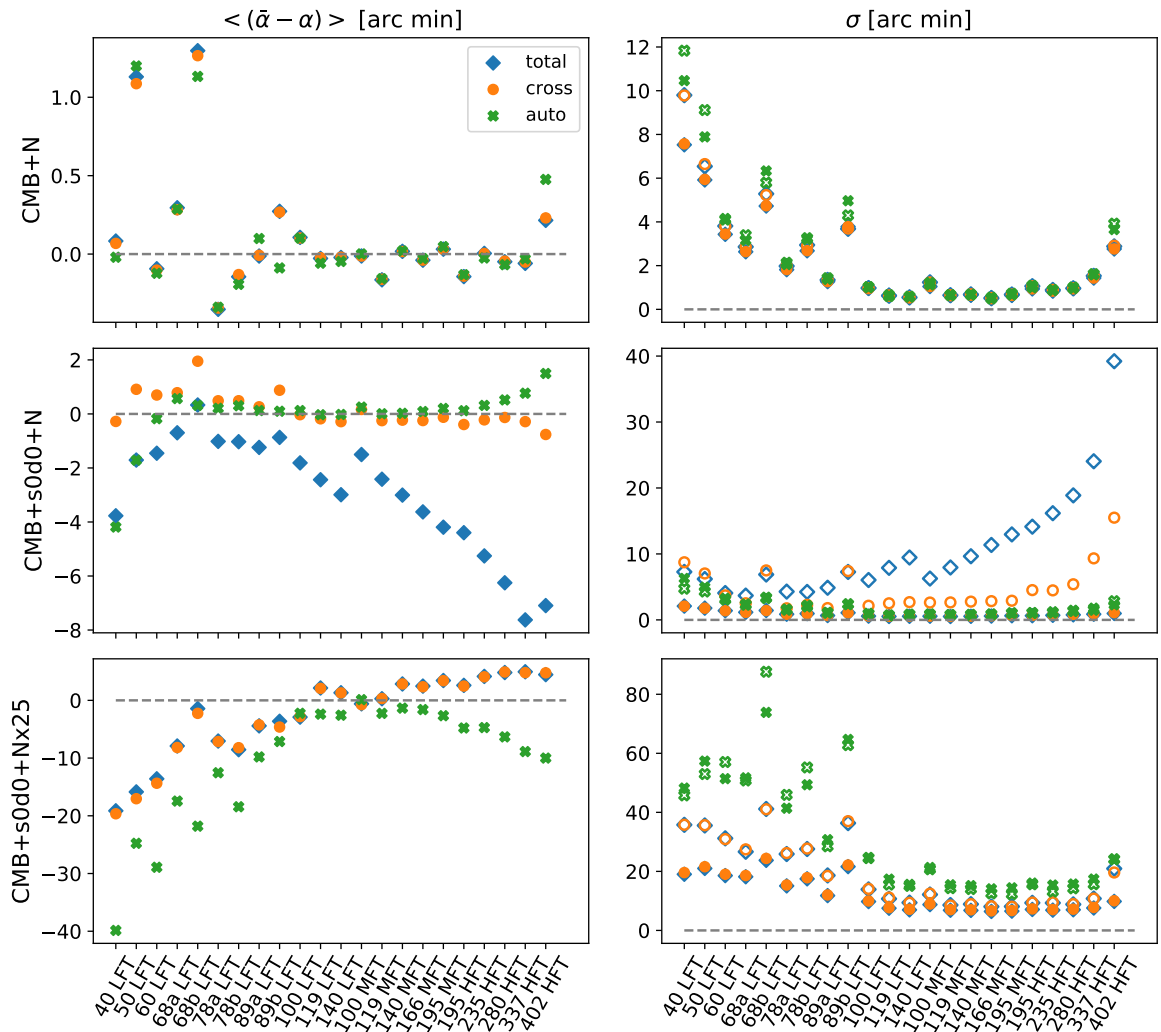 < (ᾱ − α) > [arc min]
σ [arc min]
CMB+N
1.0
0.5
0.0
total
cross
auto
12
10
8
6
4
2
0
CMB+s0d0+N
2
0
−2
−4
−6
−8
40
30
20
10
0
CMB+s0d0+Nx25
0
−10
−20
−30
−40
80
60
40
20
0
40 LFT
50 LFT
60 LFT
68a LFT
68b LFT
78a LFT
78b LFT
89a LFT
89b LFT
100 LFT
119 LFT
140 LFT
100 MFT
119 MFT
140 MFT
166 MFT
195 MFT
195 HFT
235 HFT
280 HFT
337 HFT
402 HFT
40 LFT
50 LFT
60 LFT
68a LFT
68b LFT
78a LFT
78b LFT
89a LFT
89b LFT
100 LFT
119 LFT
140 LFT
100 MFT
119 MFT
140 MFT
166 MFT
195 MFT
195 HFT
235 HFT
280 HFT
337 HFT
402 HFT